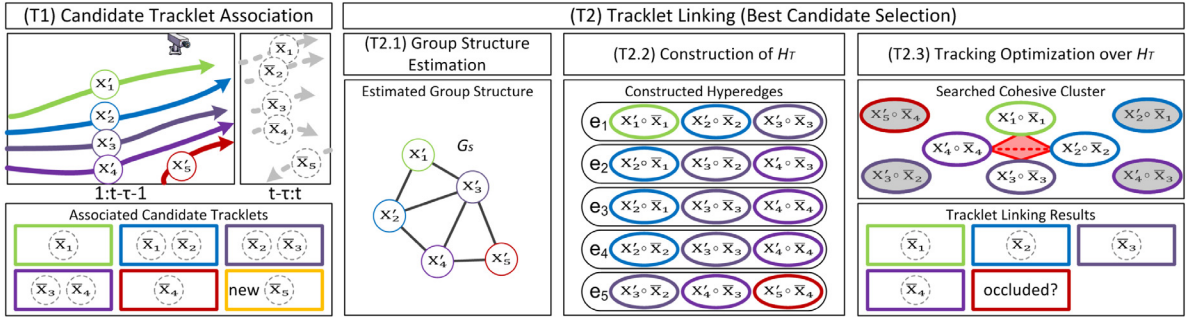 (T1) Candidate Tracklet Association
X′₁
X′₂
X′₃
X′₄
X′₅
X̄₁
X̄₂
X̄₃
X̄₄
X̄₅
1:t-τ-1
t-τ:t
Associated Candidate Tracklets
X̄₁
X̄₁ X̄₂
X̄₂ X̄₃
X̄₃ X̄₄
X̄₄
new X̄₅
(T2) Tracklet Linking (Best Candidate Selection)
(T2.1) Group Structure
Estimation
Estimated Group Structure
Gₛ
X′₁
X′₃
X′₂
X′₄
X′₅
(T2.2) Construction of H_T
Constructed Hyperedges
e₁ X′₁∘X̄₁ X′₂∘X̄₂ X′₃∘X̄₃
e₂ X′₂∘X̄₂ X′₃∘X̄₃ X′₄∘X̄₄
e₃ X′₂∘X̄₁ X′₃∘X̄₃ X′₄∘X̄₄
e₄ X′₂∘X̄₂ X′₃∘X̄₃ X′₄∘X̄₄
e₅ X′₃∘X̄₂ X′₄∘X̄₃ X′₅∘X̄₄
(T2.3) Tracking Optimization over H_T
Searched Cohesive Cluster
X′₅∘X̄₄
X′₁∘X̄₁
X′₂∘X̄₁
X′₄∘X̄₄
X′₂∘X̄₂
X′₃∘X̄₂
X′₃∘X̄₃
X′₄∘X̄₃
Tracklet Linking Results
X̄₁
X̄₂
X̄₃
X̄₄
occluded?